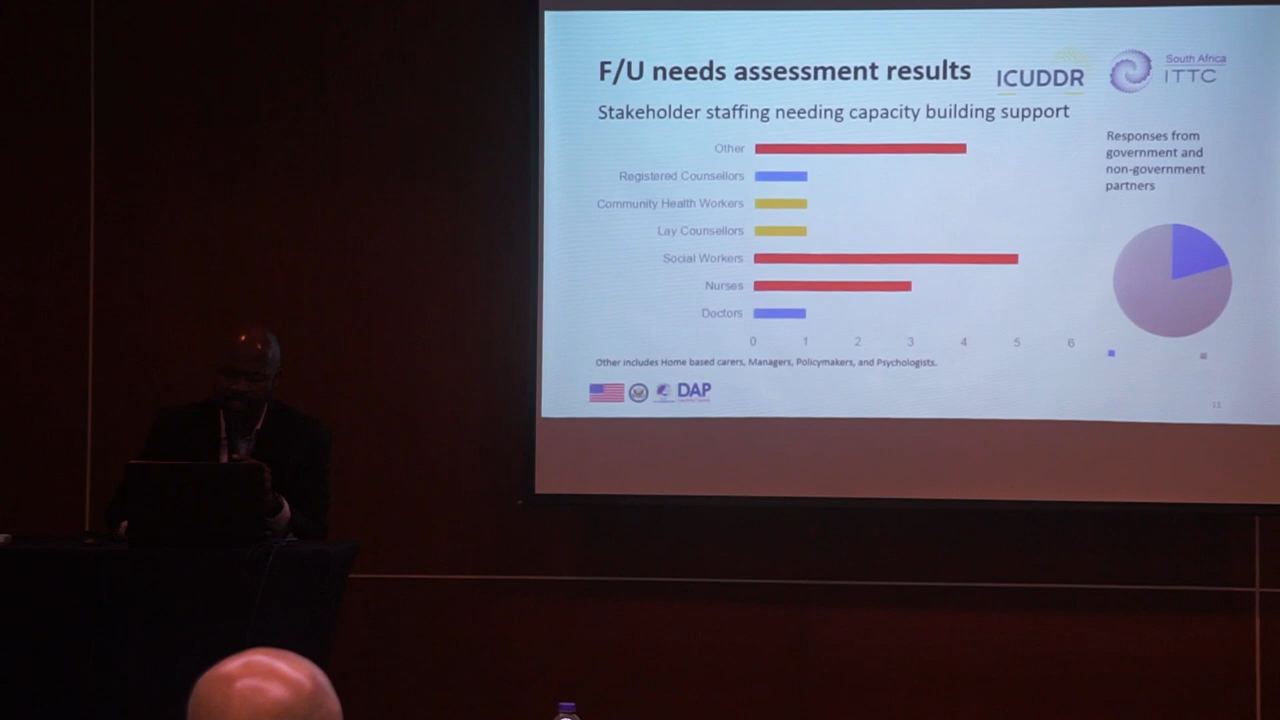 F/U needs assessment results
ICUDDR
South Africa
ITTC
Stakeholder staffing needing capacity building support
Other
Registered Counsellors
Community Health Workers
Lay Counsellors
Social Workers
Nurses
Doctors
0 1 2 3 4 5 6
Responses from
government and
non-government
partners
Other includes Home based carers, Managers, Policymakers, and Psychologists.
DAP